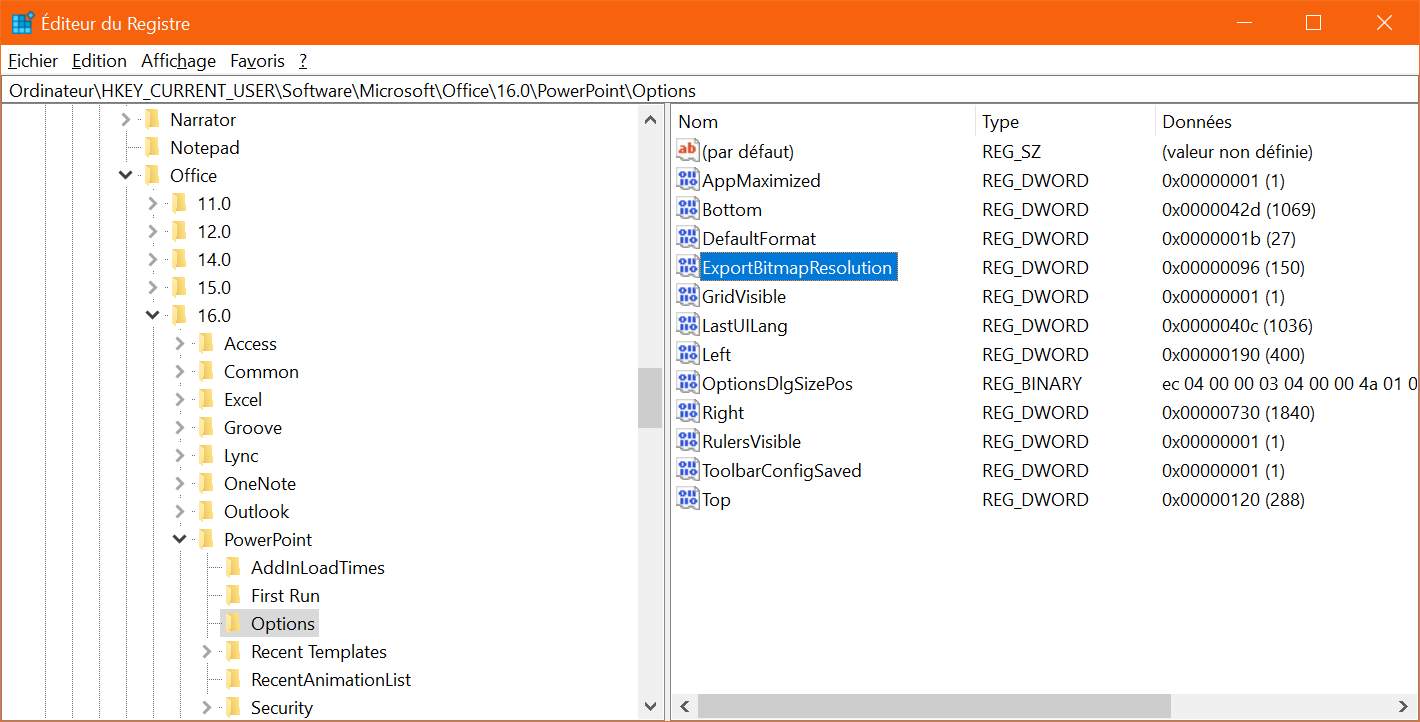 Éditeur du Registre
Fichier Edition Affichage Favoris ?
Ordinateur\HKEY_CURRENT_USER\Software\Microsoft\Office\16.0\PowerPoint\Options
Narrator
Notepad
Office
11.0
12.0
14.0
15.0
16.0
Access
Common
Excel
Groove
Lync
OneNote
Outlook
PowerPoint
AddInLoadTimes
First Run
Options
Recent Templates
RecentAnimationList
Security
Nom Type Données
(par défaut) REG_SZ (valeur non définie)
AppMaximized REG_DWORD 0x00000001 (1)
Bottom REG_DWORD 0x0000042d (1069)
DefaultFormat REG_DWORD 0x0000001b (27)
ExportBitmapResolution REG_DWORD 0x00000096 (150)
GridVisible REG_DWORD 0x00000001 (1)
LastUILang REG_DWORD 0x0000040c (1036)
Left REG_DWORD 0x00000190 (400)
OptionsDlgSizePos REG_BINARY ec 04 00 00 03 04 00 00 4a 01 0
Right REG_DWORD 0x00000730 (1840)
RulersVisible REG_DWORD 0x00000001 (1)
ToolbarConfigSaved REG_DWORD 0x00000001 (1)
Top REG_DWORD 0x00000120 (288)